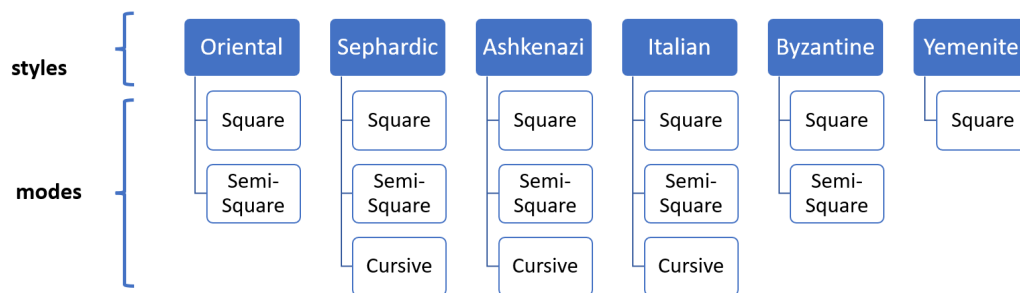 styles
Oriental Sephardic Ashkenazi Italian Byzantine Yemenite
modes
Square Square Square Square Square Square
Semi- Semi- Semi- Semi- Semi-
Square Square Square Square Square
Cursive Cursive Cursive